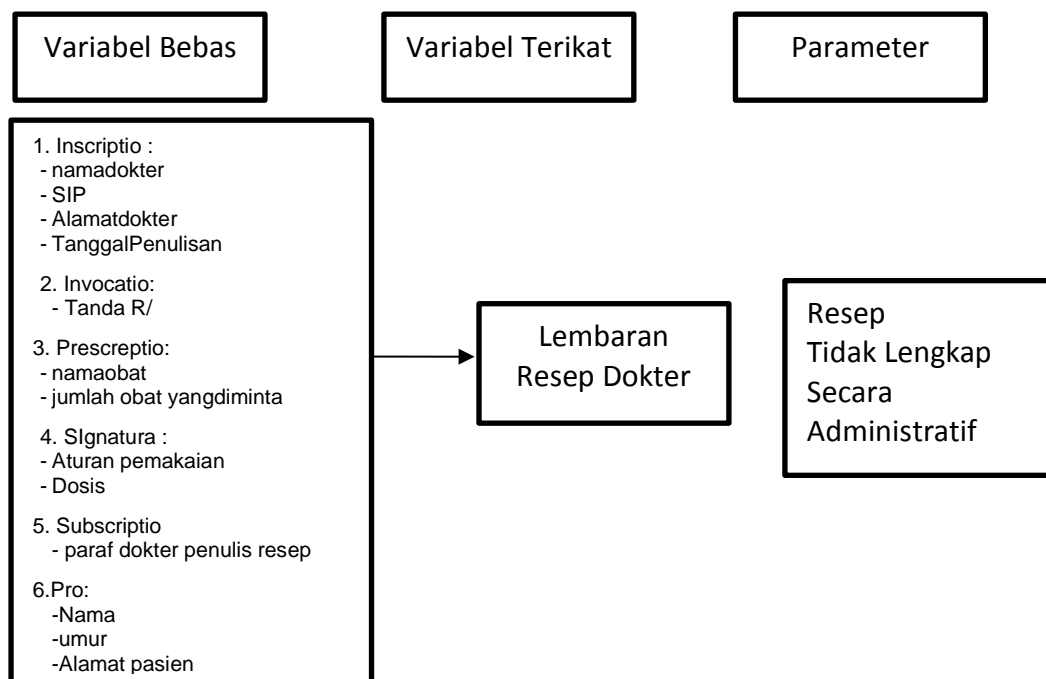 Variabel Bebas
Variabel Terikat
Parameter
1. Inscriptio :
- namadokter
- SIP
- Alamatdokter
- TanggalPenulisan
2. Invocatio:
- Tanda R/
3. Prescreptio:
- namaobat
- jumlah obat yangdiminta
4. SIgnatura :
- Aturan pemakaian
- Dosis
5. Subscriptio
- paraf dokter penulis resep
6.Pro:
-Nama
-umur
-Alamat pasien
Lembaran
Resep Dokter
Resep
Tidak Lengkap
Secara
Administratif